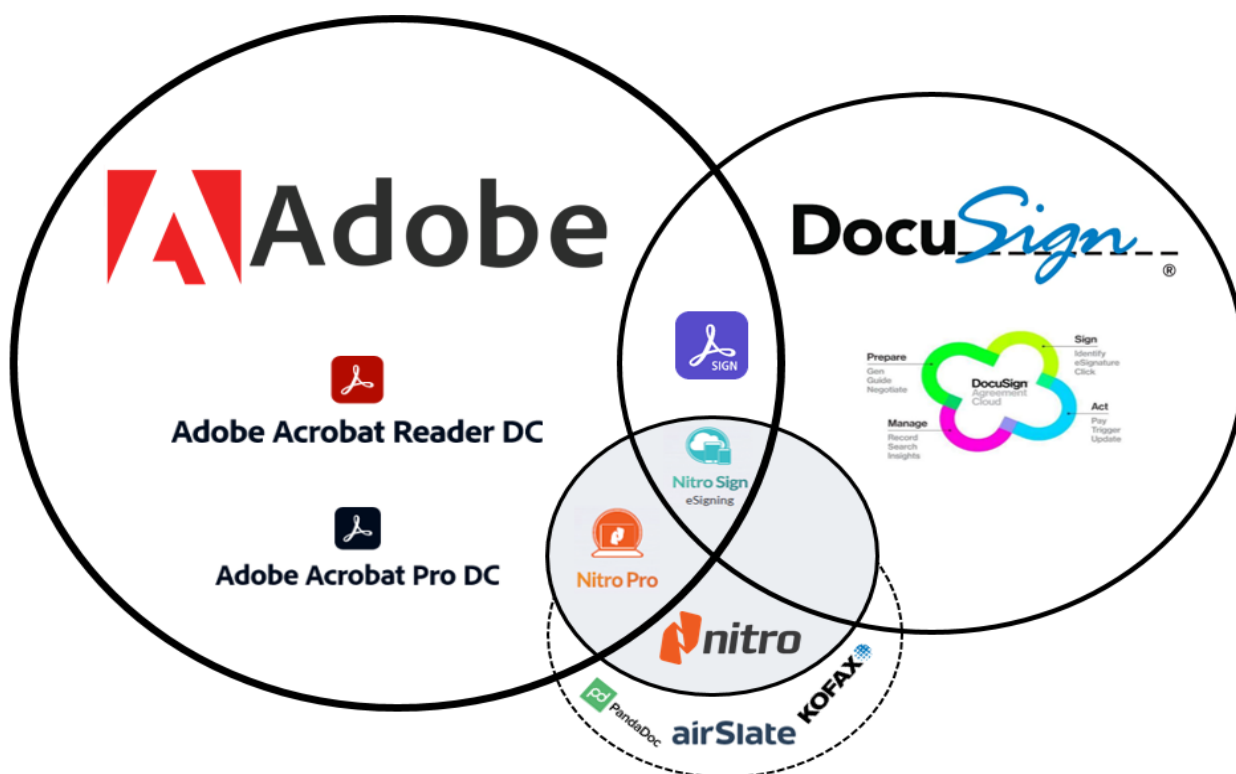 Adobe
DocuSign
®
SIGN
Adobe Acrobat Reader DC
Adobe Acrobat Pro DC
Prepare
Gen
Guide
Negotiate
Sign
Identify
eSignature
Click
DocuSign
Agreement
Cloud
Manage
Record
Search
Insights
Act
Pay
Trigger
Update
Nitro Sign
eSigning
Nitro Pro
nitro
pd
PandaDoc
airSlate
KOFAX